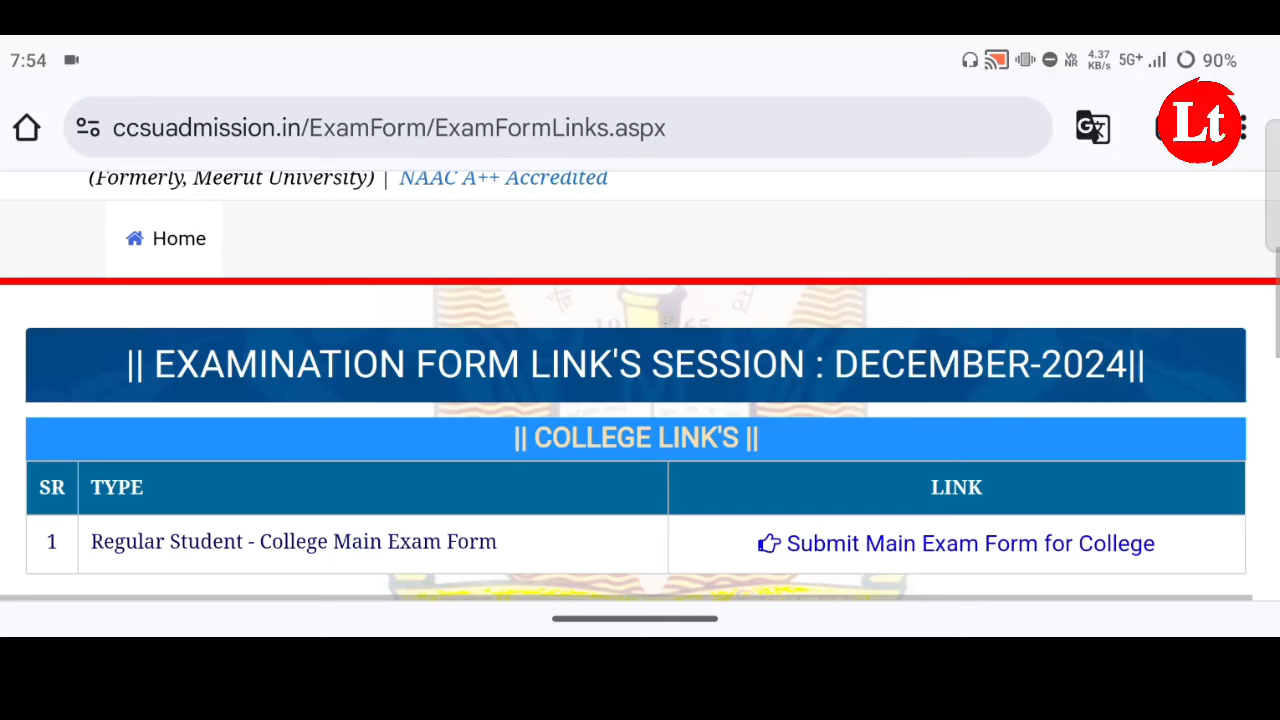 7:54 Vo NR 4.37 KB/s 5G+ 90%
ccsuadmission.in/ExamForm/ExamFormLinks.aspx
Lt
(Formerly, Meerut University) | NAAC A++ Accredited
Home
|| EXAMINATION FORM LINK'S SESSION : DECEMBER-2024||
|| COLLEGE LINK'S ||
SR TYPE LINK
1 Regular Student - College Main Exam Form Submit Main Exam Form for College